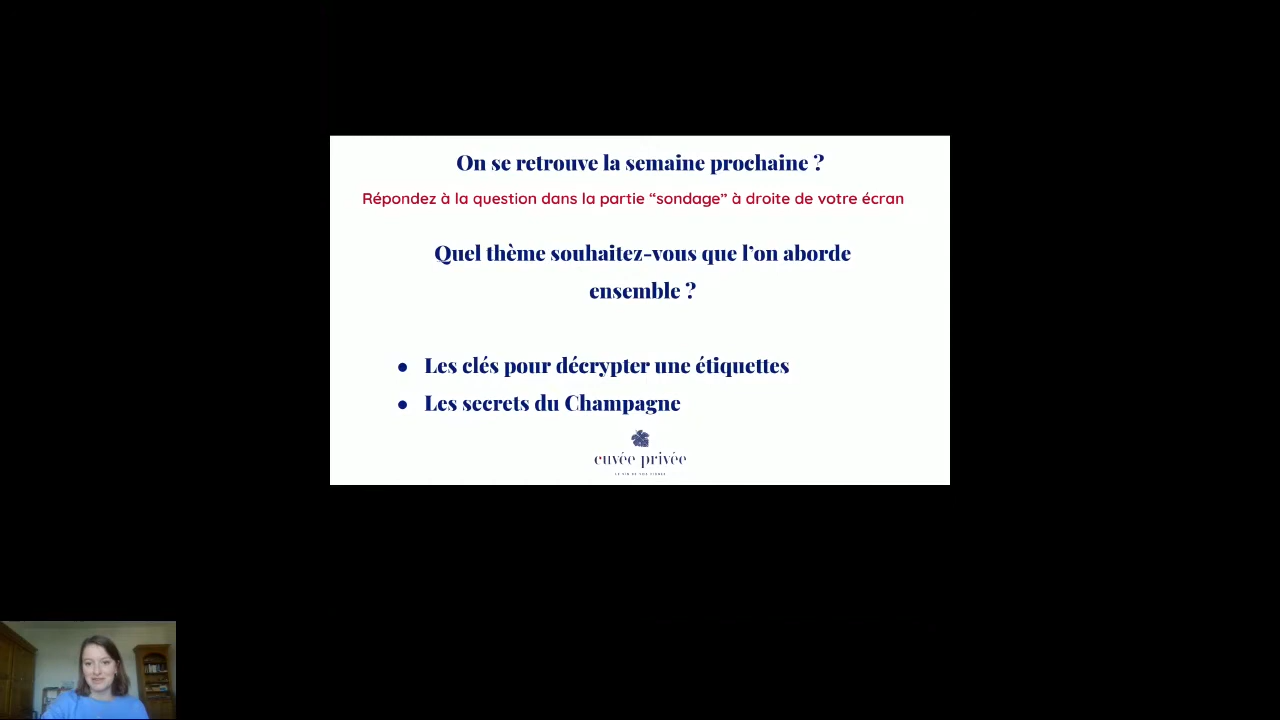 On se retrouve la semaine prochaine ?
Répondez à la question dans la partie “sondage” à droite de votre écran
Quel thème souhaitez-vous que l’on aborde
ensemble ?
● Les clés pour décrypter une étiquettes
● Les secrets du Champagne
cuvée privée